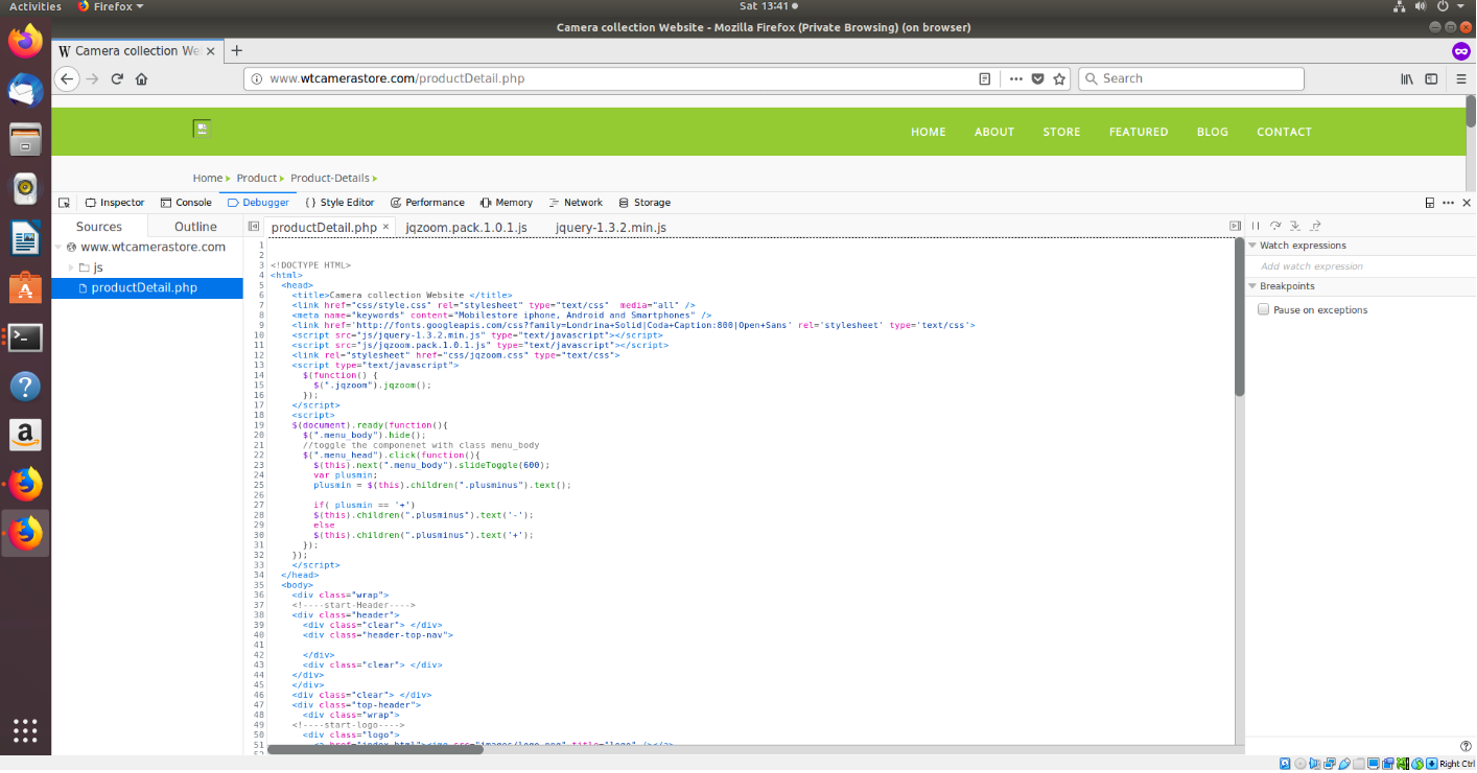 Activities Firefox Sat 13:41
Camera collection Website - Mozilla Firefox (Private Browsing) (on browser)
W Camera collection We
www.wtcamerastore.com/productDetail.php Search
HOME ABOUT STORE FEATURED BLOG CONTACT
Home Product Product-Details
Inspector Console Debugger {} Style Editor Performance Memory Network Storage
Sources Outline productDetail.php × jqzoom.pack.1.0.1.js jquery-1.3.2.min.js
www.wtcamerastore.com
js
productDetail.php
Watch expressions
Add watch expression
Breakpoints
Pause on exceptions
1
2
3 <!DOCTYPE HTML>
4 <html>
5 <head>
6 <title>Camera collection Website </title>
7 <link href="css/style.css" rel="stylesheet" type="text/css"  media="all" />
8 <meta name="keywords" content="Mobilestore iphone, Android and Smartphones" />
9 <link href='http://fonts.googleapis.com/css?family=Londrina+Solid|Coda+Caption:800|Open+Sans' rel='stylesheet' type='text/css'>
10 <script src="js/jquery-1.3.2.min.js" type="text/javascript"></script>
11 <script src="js/jqzoom.pack.1.0.1.js" type="text/javascript"></script>
12 <link rel="stylesheet" href="css/jqzoom.css" type="text/css">
13 <script type="text/javascript">
14 $(function() {
15 $(".jqzoom").jqzoom();
16 });
17 </script>
18 <script>
19 $(document).ready(function(){
20 $(".menu_body").hide();
21 //toggle the componenet with class menu_body
22 $(".menu_head").click(function(){
23 $(this).next(".menu_body").slideToggle(600);
24 var plusmin;
25 plusmin = $(this).children(".plusminus").text();
26
27 if( plusmin == '+')
28 $(this).children(".plusminus").text('-');
29 else
30 $(this).children(".plusminus").text('+');
31 });
32 });
33 </script>
34 </head>
35 <body>
36 <div class="wrap">
37 <!----start-Header---->
38 <div class="header">
39 <div class="clear"> </div>
40 <div class="header-top-nav">
41
42 </div>
43 <div class="clear"> </div>
44 </div>
45 </div>
46 <div class="clear"> </div>
47 <div class="top-header">
48 <div class="wrap">
49 <!----start-logo---->
50 <div class="logo">
51 <a href="index.html"><img src="images/logo.png" title="logo" /></a>
Right Ctrl